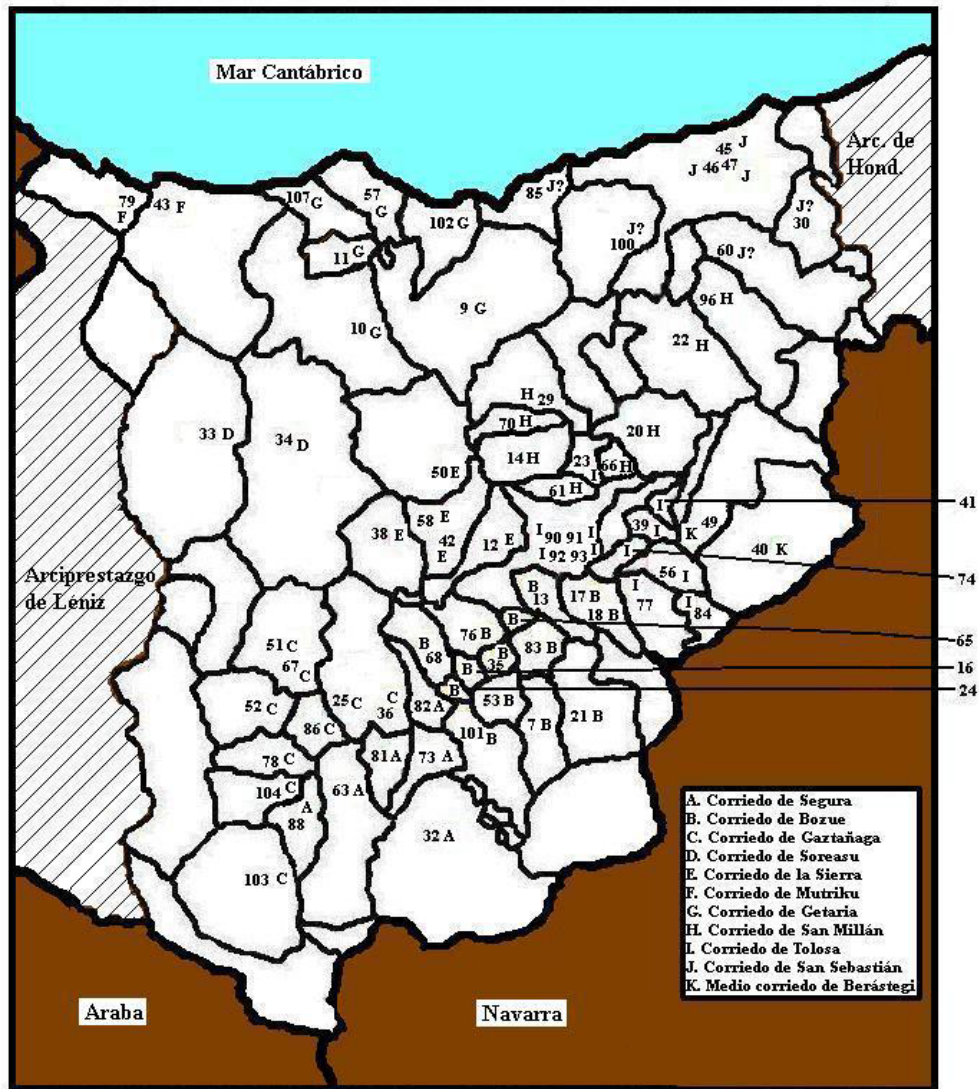 Mar Cantábrico
Arc. de
Hond.
45 J
J 46 47 J
79
F
43 F
107 G
57
G
102 G
85 J?
J?
100
J?
30
11 G
60 J?
10 G
9 G
96 H
22 H
H 29
70 H
33 D
34 D
14 H
23
I
66 H
20 H
50 E
61 H
41
58 E
38 E
42
E
12 E
I 90 91 I
I 92 93 I
I
39 I
K
49
40 K
I
56 I
74
Arciprestazgo
de Léniz
B
13
17 B
18 B
I
77
I
84
B
65
51 C
67 C
B
68
76 B
B
35
83 B
16
B
24
B
52 C
25 C
C
36
82 A
53 B
86 C
101 B
7 B
21 B
78 C
81 A
73 A
104 C
A
88
63 A
32 A
103 C
A. Corriedo de Segura
B. Corriedo de Bozue
C. Corriedo de Gaztañaga
D. Corriedo de Soreasu
E. Corriedo de la Sierra
F. Corriedo de Mutriku
G. Corriedo de Getaria
H. Corriedo de San Millán
I. Corriedo de Tolosa
J. Corriedo de San Sebastián
K. Medio corriedo de Berástegi
Araba
Navarra